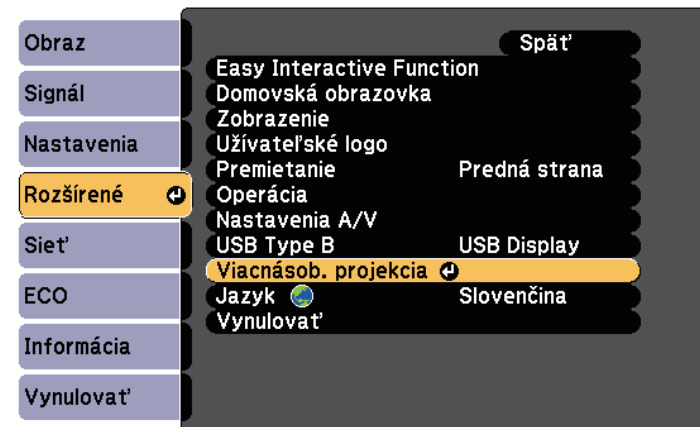 Obraz
Signál
Nastavenia
Rozšírené
Sieť
ECO
Informácia
Vynulovať
Späť
Easy Interactive Function
Domovská obrazovka
Zobrazenie
Užívateľské logo
Premietanie Predná strana
Operácia
Nastavenia A/V
USB Type B USB Display
Viacnásob. projekcia
Jazyk Slovenčina
Vynulovať